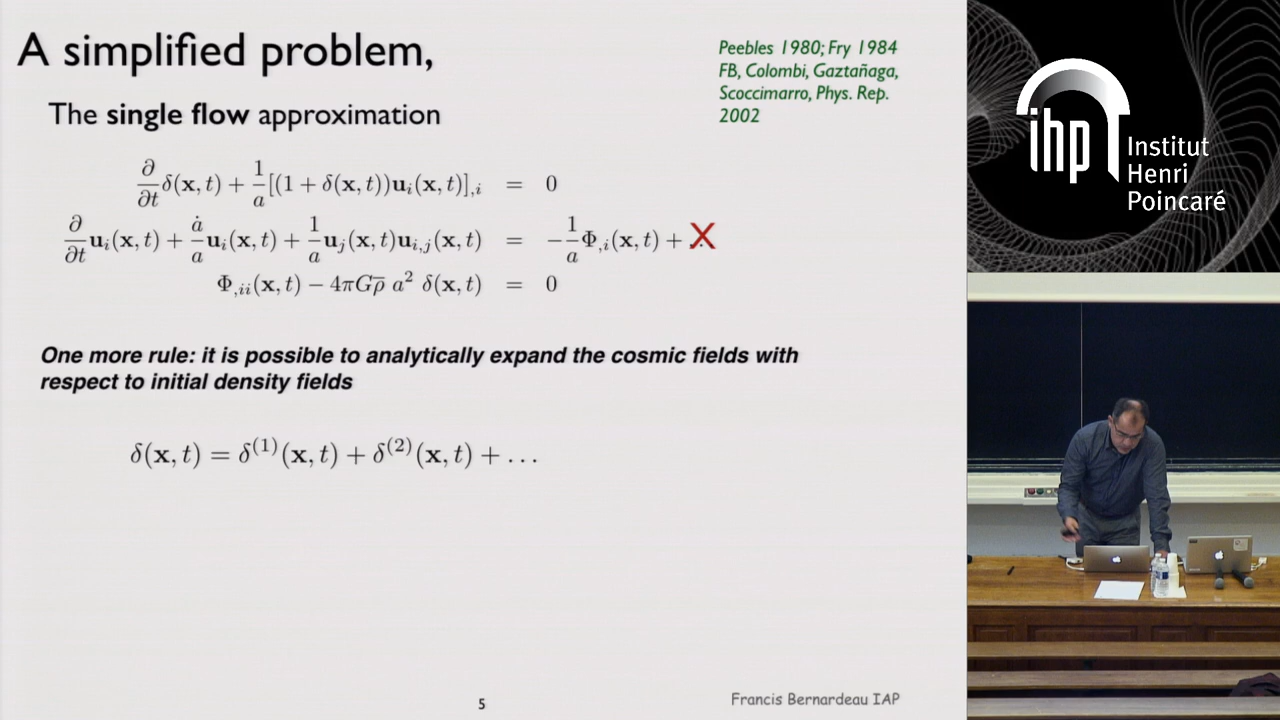 A simplified problem,
Peebles 1980; Fry 1984
FB, Colombi, Gaztañaga,
Scoccimarro, Phys. Rep.
2002
The single flow approximation
∂/∂t δ(x, t) + 1/a [(1 + δ(x, t))u_i(x, t)]_{,i} = 0
∂/∂t u_i(x, t) + ȧ/a u_i(x, t) + 1/a u_j(x, t)u_{i,j}(x, t) = −1/a Φ_{,i}(x, t) + X
Φ_{,ii}(x, t) − 4πGρ̄ a² δ(x, t) = 0
One more rule: it is possible to analytically expand the cosmic fields with
respect to initial density fields
δ(x, t) = δ^{(1)}(x, t) + δ^{(2)}(x, t) + ...
5
Francis Bernardeau IAP
ihp
Institut
Henri
Poincaré